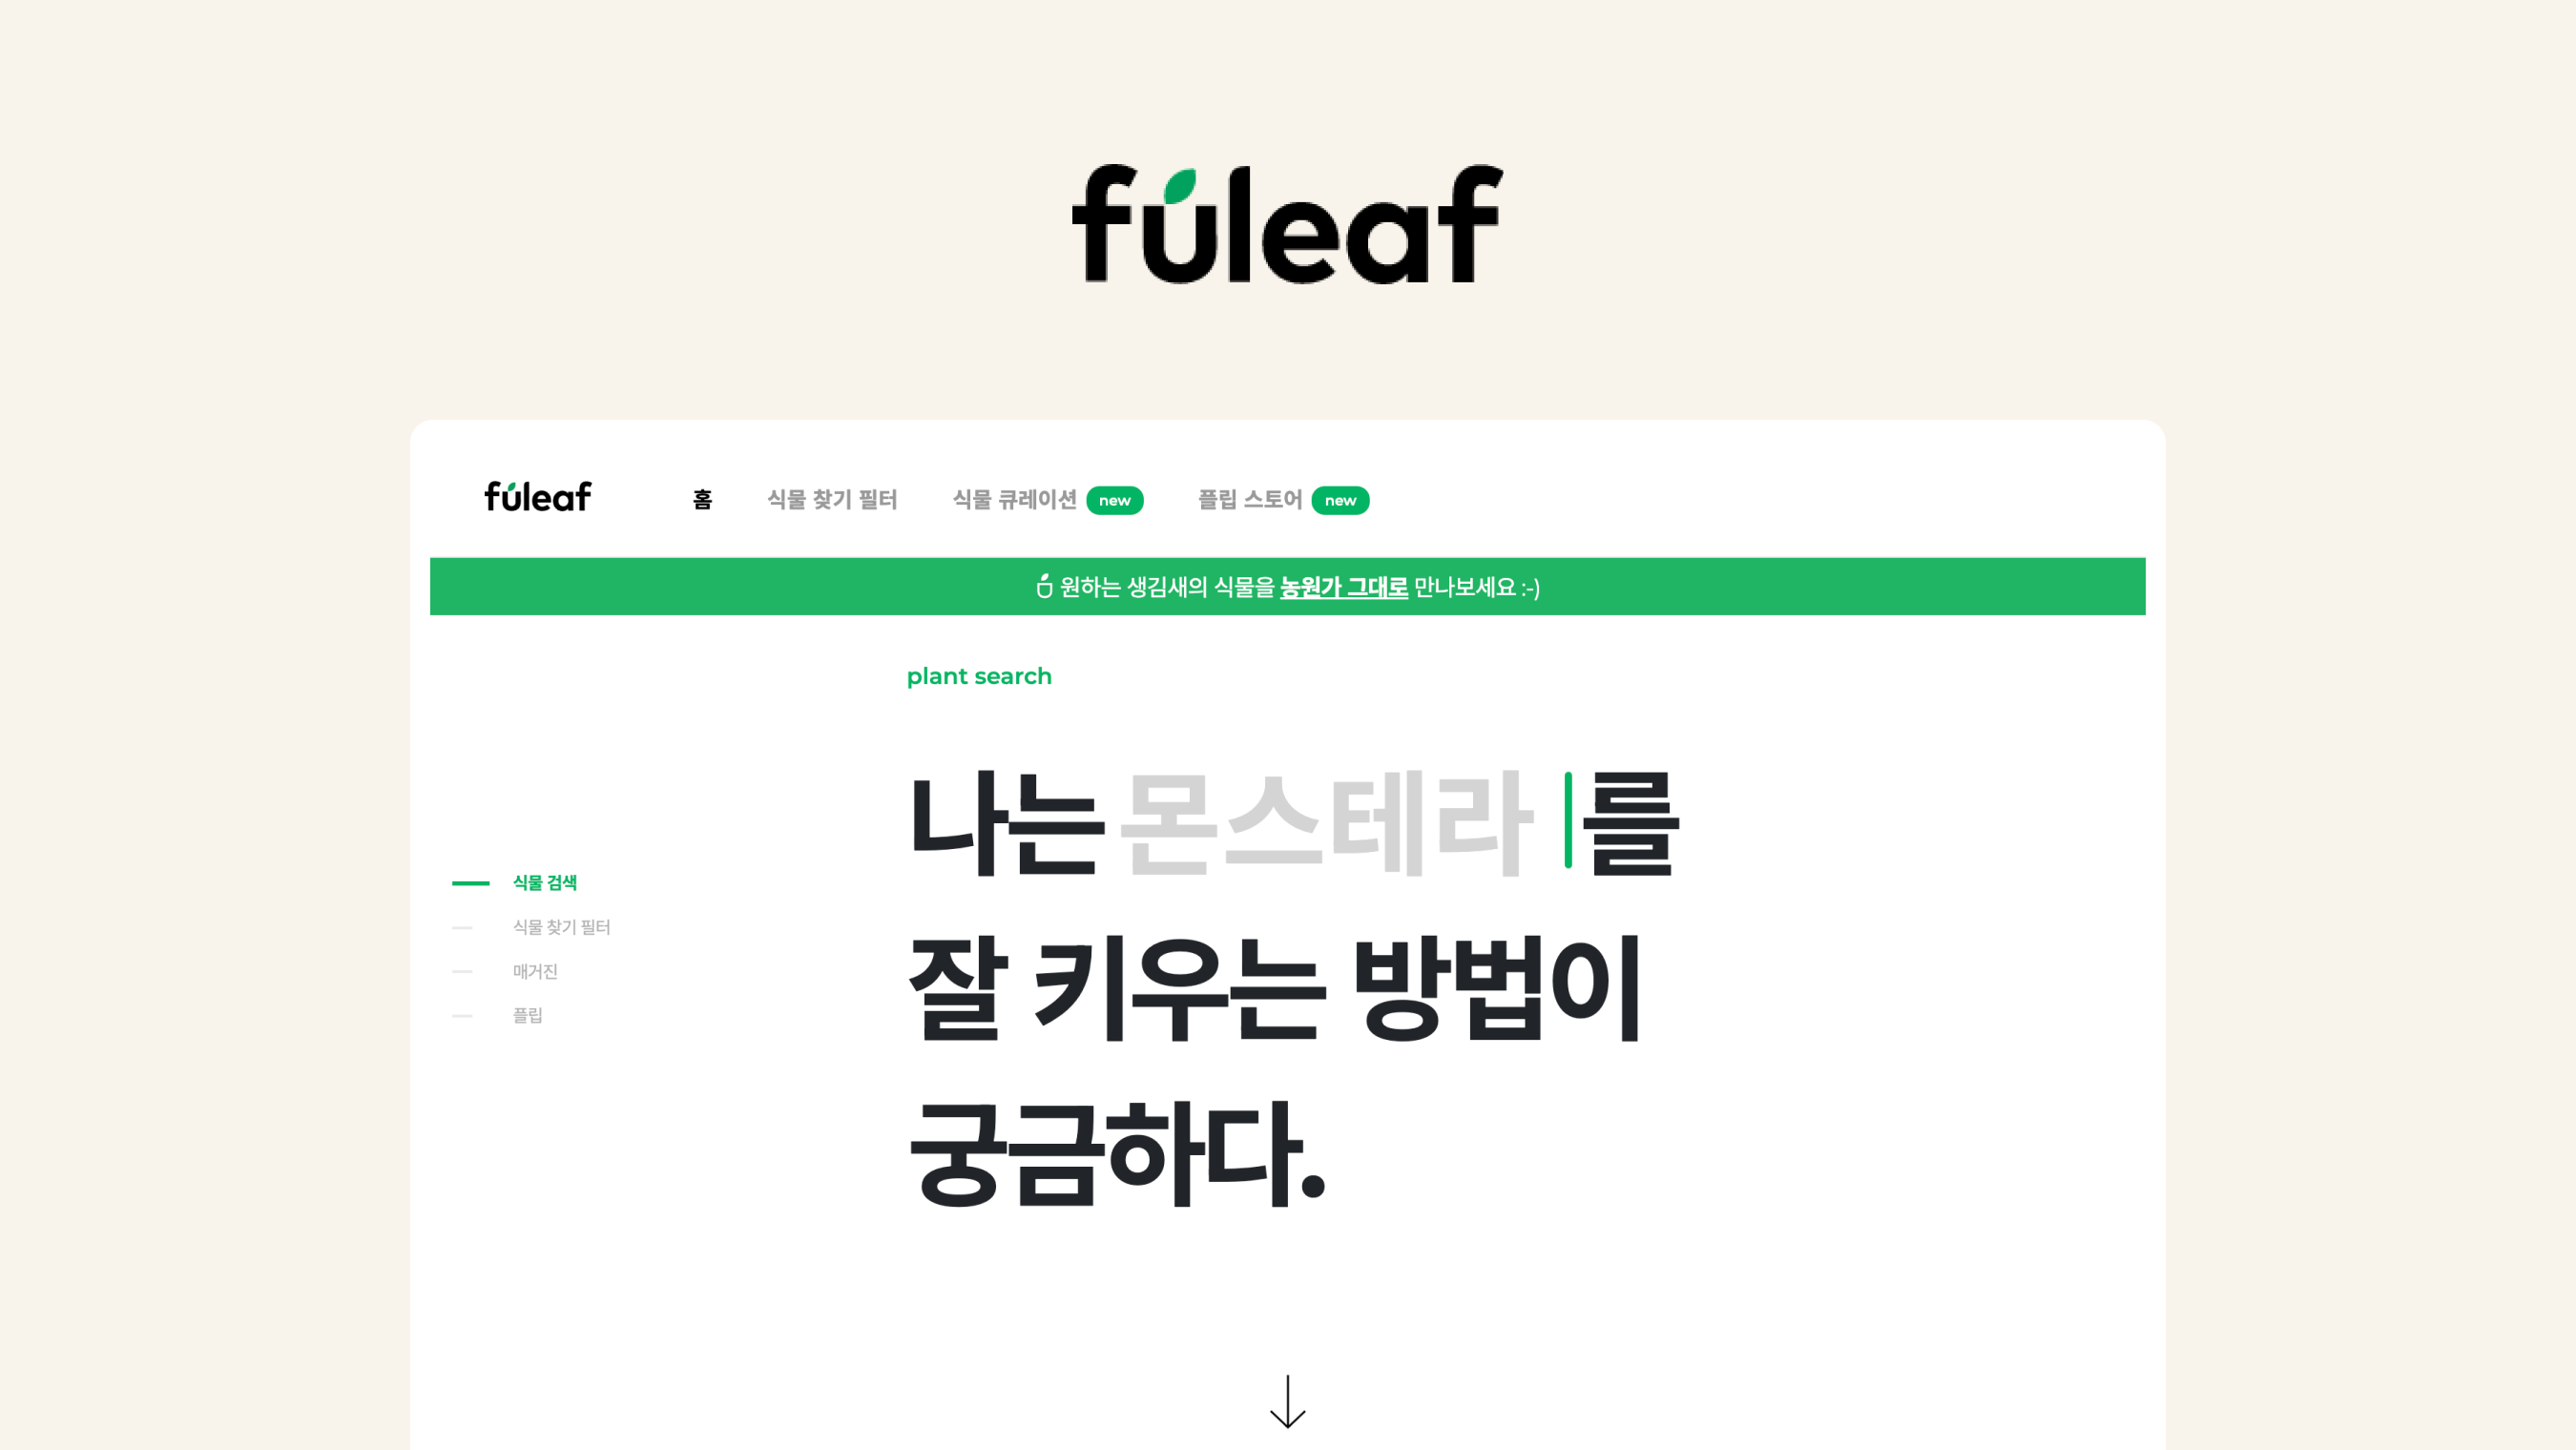 fuleaf
fuleaf 홈 식물 찾기 필터 식물 큐레이션 new 플립 스토어 new
원하는 생김새의 식물을 농원가 그대로 만나보세요 :-)
plant search
나는 몬스테라 를
잘 키우는 방법이
궁금하다.
식물 검색
식물 찾기 필터
매거진
플립